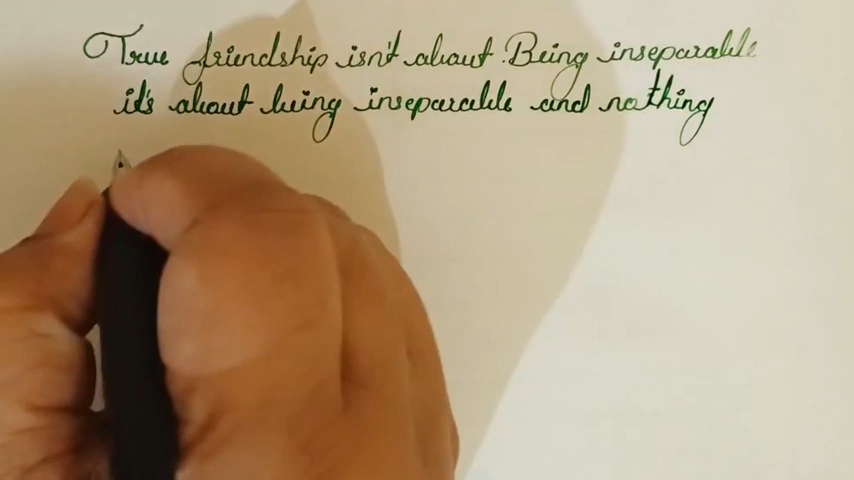 True friendship isn't about Being inseparable
it's about being inseparable and nothing